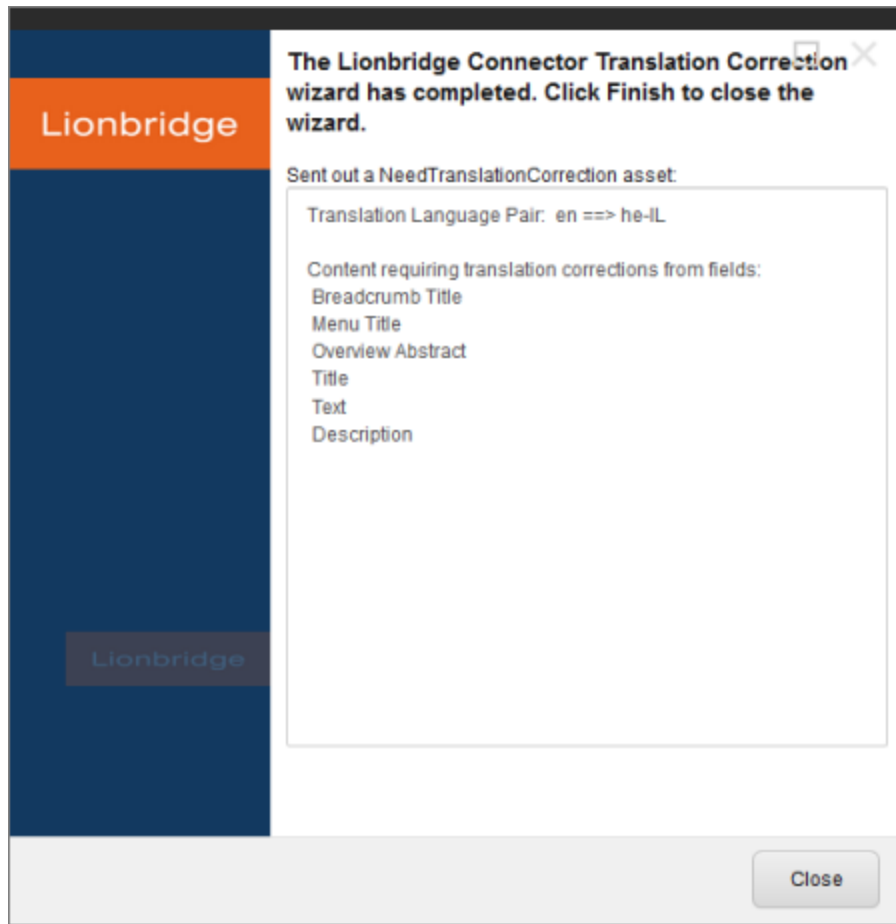 The Lionbridge Connector Translation Correction
wizard has completed. Click Finish to close the
wizard.
Lionbridge
Sent out a NeedTranslationCorrection asset:
Translation Language Pair: en ==> he-IL
Content requiring translation corrections from fields:
Breadcrumb Title
Menu Title
Overview Abstract
Title
Text
Description
Lionbridge
Close